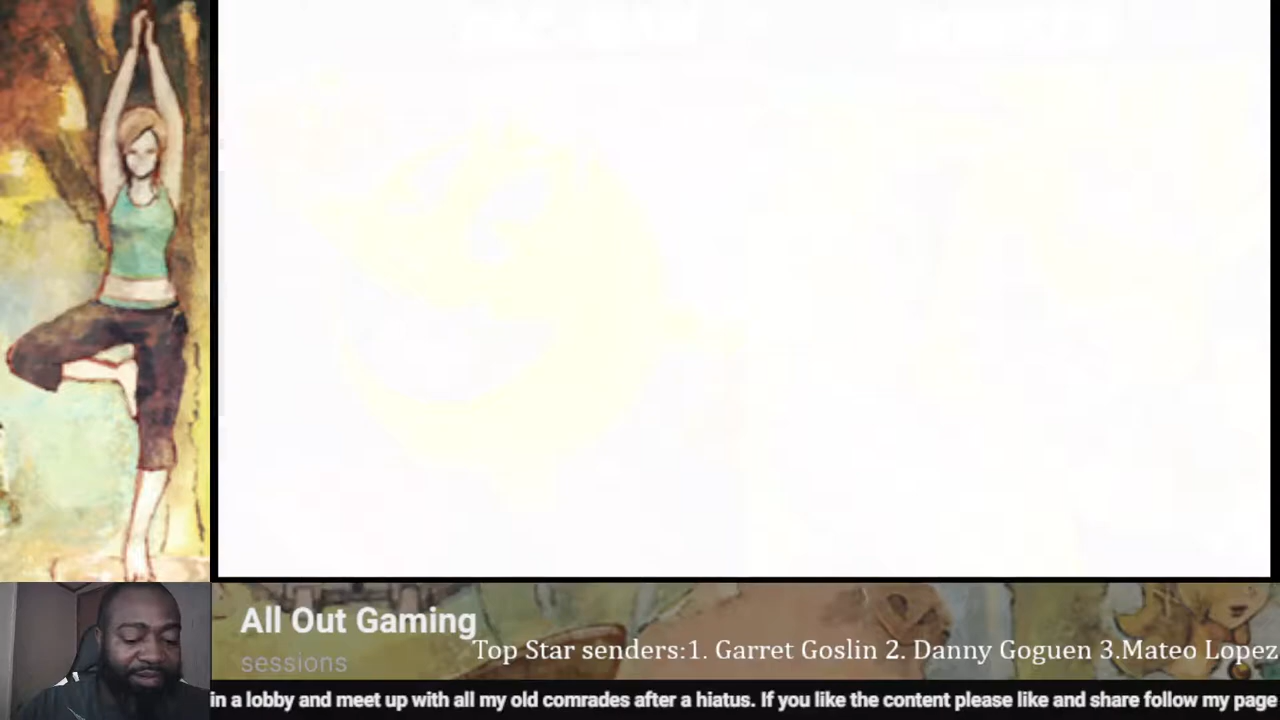 All Out Gaming
sessions
Top Star senders:1. Garret Goslin 2. Danny Goguen 3.Mateo Lopez
in a lobby and meet up with all my old comrades after a hiatus. If you like the content please like and share follow my page